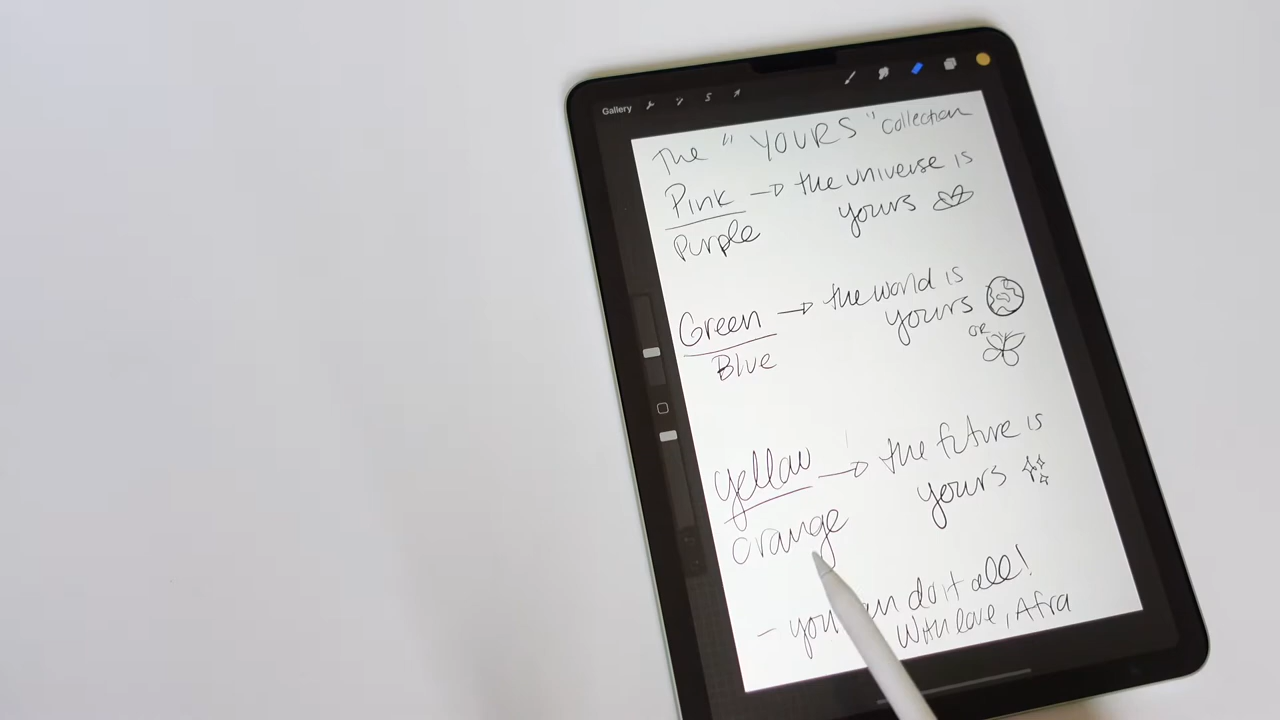 Gallery
The "YOURS" collection
Pink → the universe is
yours
Purple
Green → the world is
yours
OR
Blue
yellow → the future is
yours
orange
- you can do it all!
With love, Afra